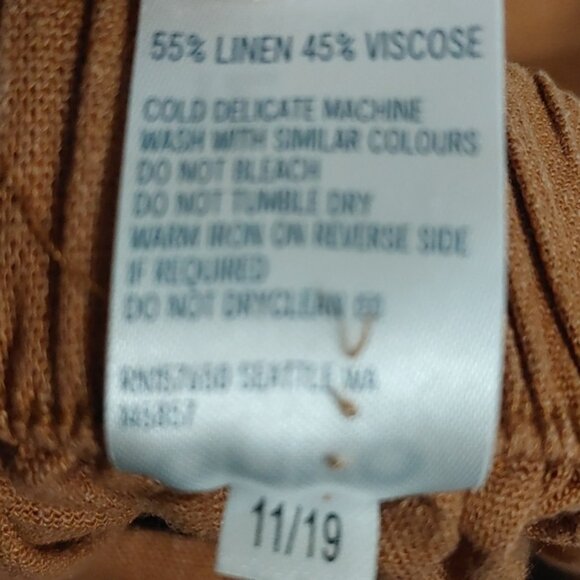 55% LINEN 45% VISCOSE
COLD DELICATE MACHINE
WASH WITH SIMILAR COLOURS
DO NOT BLEACH
DO NOT TUMBLE DRY
WARM IRON ON REVERSE SIDE
IF REQUIRED
DO NOT DRYCLEAN
SEATTLE WA
11/19